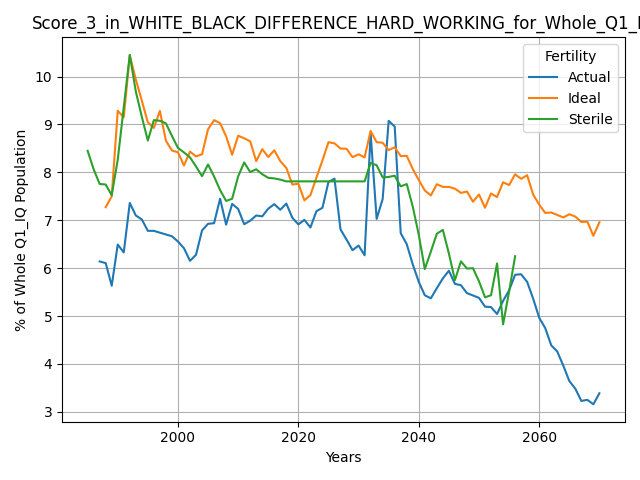 Score_3_in_WHITE_BLACK_DIFFERENCE_HARD_WORKING_for_Whole_Q1_
Fertility
Actual
Ideal
Sterile
% of Whole Q1_IQ Population
10
9
8
7
6
5
4
3
2000
2020
2040
2060
Years